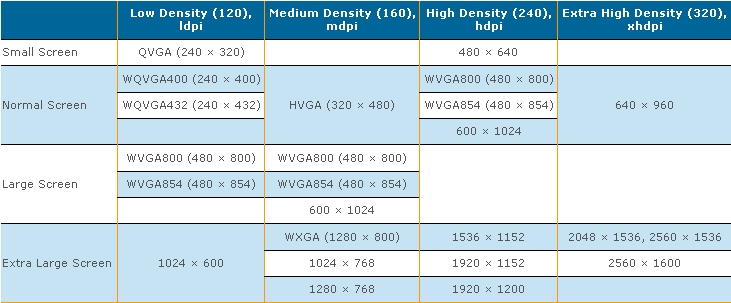 Low Density (120), ldpi
Medium Density (160), mdpi
High Density (240), hdpi
Extra High Density (320), xhdpi
Small Screen
QVGA (240 × 320)
480 × 640
Normal Screen
WQVGA400 (240 × 400)
WQVGA432 (240 × 432)
HVGA (320 × 480)
WVGA800 (480 × 800)
WVGA854 (480 × 854)
600 × 1024
640 × 960
Large Screen
WVGA800 (480 × 800)
WVGA854 (480 × 854)
WVGA800 (480 × 800)
WVGA854 (480 × 854)
600 × 1024
Extra Large Screen
1024 × 600
WXGA (1280 × 800)
1024 × 768
1280 × 768
1536 × 1152
1920 × 1152
1920 × 1200
2048 × 1536, 2560 × 1536
2560 × 1600